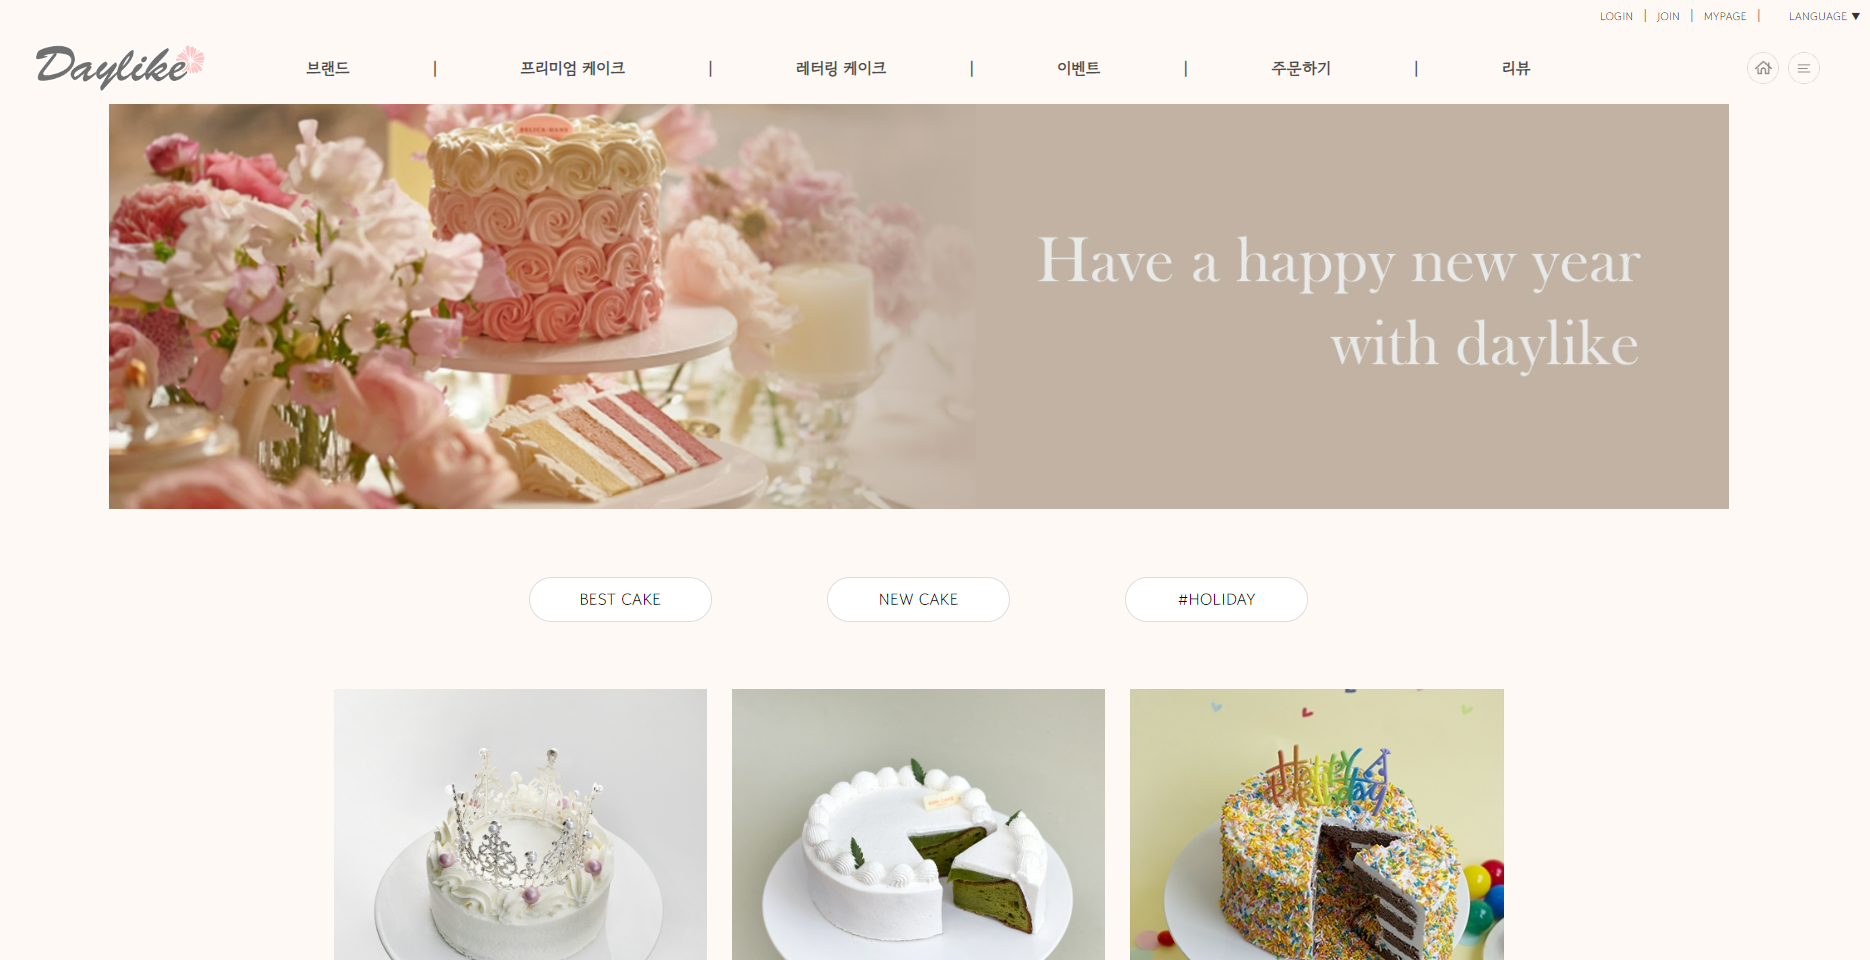 LOGIN | JOIN | MYPAGE | LANGUAGE ▼
Daylike
브랜드 | 프리미엄 케이크 | 레터링 케이크 | 이벤트 | 주문하기 | 리뷰
Have a happy new year
with daylike
BEST CAKE
NEW CAKE
#HOLIDAY
Happy
Birthday